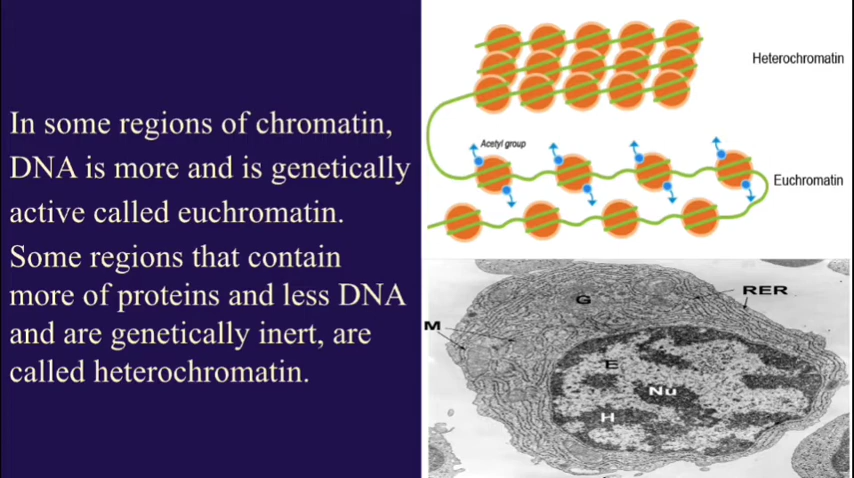 In some regions of chromatin,
DNA is more and is genetically
active called euchromatin.
Some regions that contain
more of proteins and less DNA
and are genetically inert, are
called heterochromatin.
Heterochromatin
Acetyl group
Euchromatin
G
RER
M
E
Nu
H